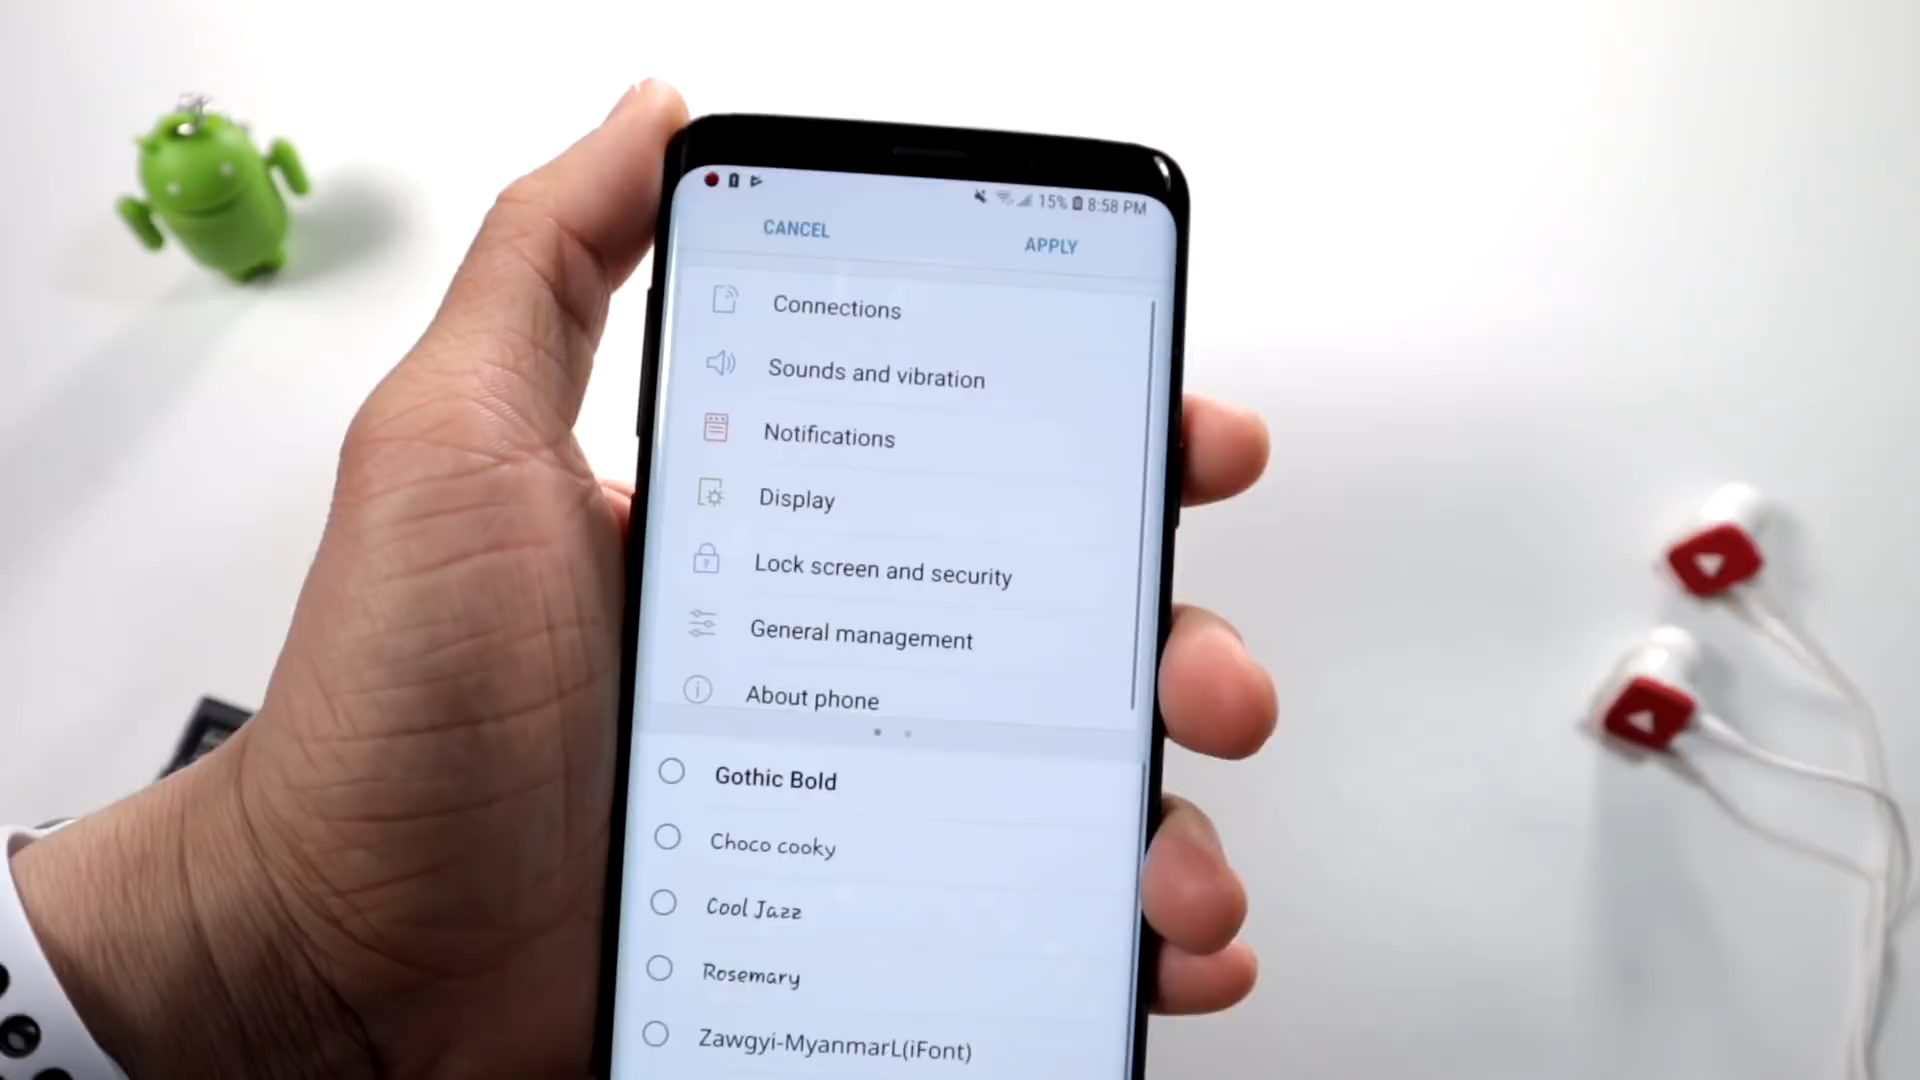 15% 8:58 PM
CANCEL APPLY
Connections
Sounds and vibration
Notifications
Display
Lock screen and security
General management
About phone
Gothic Bold
Choco cooky
Cool Jazz
Rosemary
Zawgyi-MyanmarL(iFont)